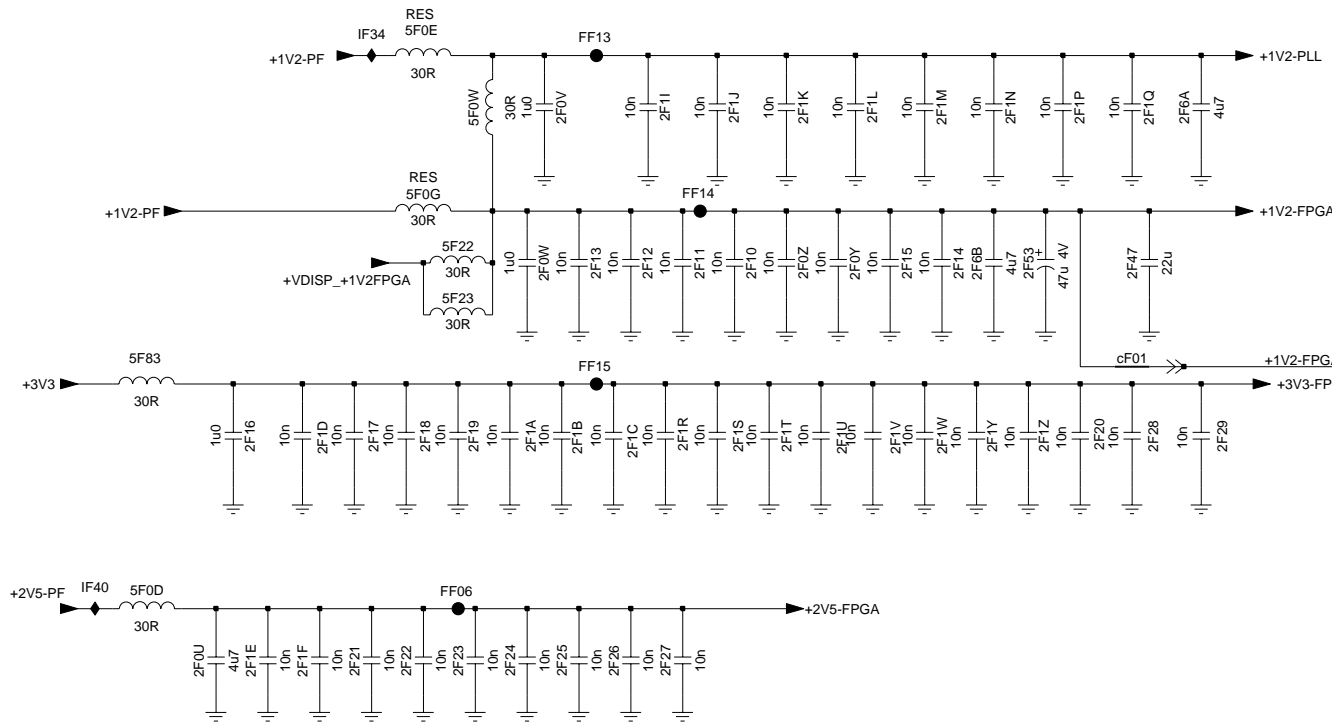 RES
5F0E
IF34
FF13
+1V2-PF
30R
+1V2-PLL
5F0W
30R
1u0
2F0V
10n
2F1I
10n
2F1J
10n
2F1K
10n
2F1L
10n
2F1M
10n
2F1N
10n
2F1P
10n
2F1Q
2F6A
4u7
RES
5F0G
FF14
+1V2-PF
30R
+1V2-FPGA
5F22
30R
+VDISP_+1V2FPGA
5F23
30R
1u0
2F0W
10n
2F13
10n
2F12
10n
2F11
10n
2F10
10n
2F0Z
10n
2F0Y
10n
2F15
10n
2F14
2F6B
4u7
2F53
+
47u 4V
2F47
22u
cF01
+1V2-FPGA
5F83
FF15
+3V3
30R
+3V3-FP
1u0
2F16
10n
2F1D
10n
2F17
10n
2F18
10n
2F19
10n
2F1A
10n
2F1B
10n
2F1C
10n
2F1R
10n
2F1S
10n
2F1T
10n
2F1U
10n
2F1V
10n
2F1W
10n
2F1Y
10n
2F1Z
10n
2F20
10n
2F28
10n
2F29
+2V5-PF
IF40
5F0D
FF06
30R
+2V5-FPGA
2F0U
4u7
2F1E
10n
2F1F
10n
2F21
10n
2F22
10n
2F23
10n
2F24
10n
2F25
10n
2F26
10n
2F27
10n